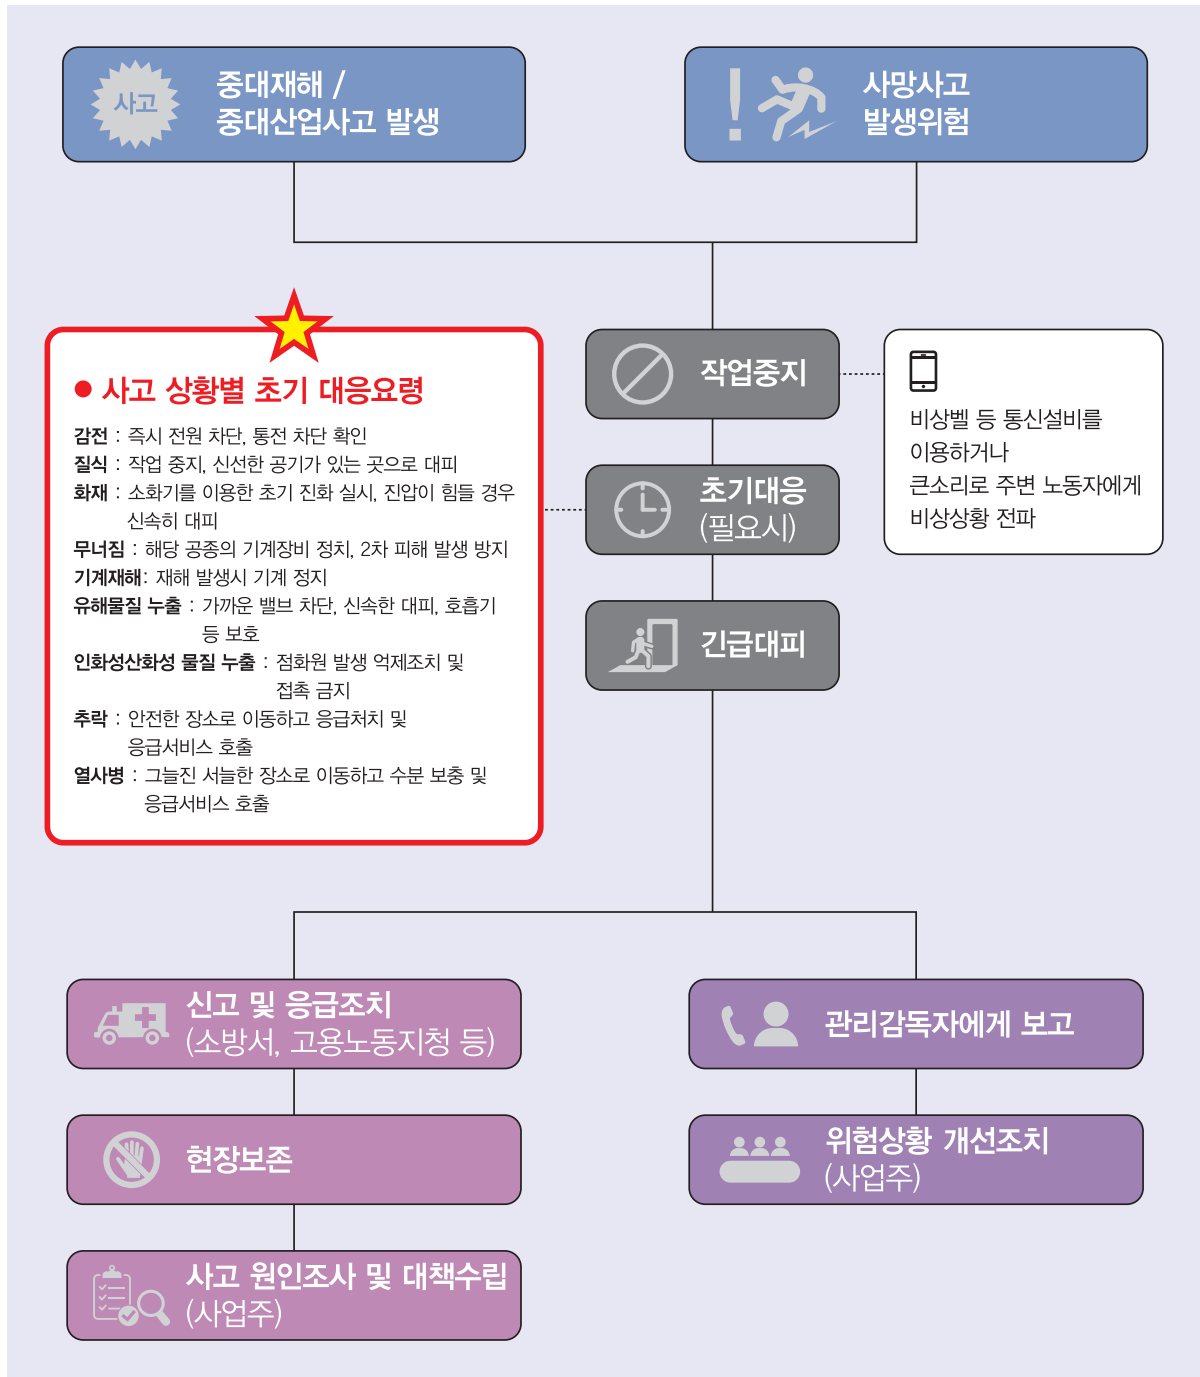 사고
중대재해 /
중대산업사고 발생
사망사고
발생위험
작업중지
비상벨 등 통신설비를
이용하거나
큰소리로 주변 노동자에게
비상상황 전파
● 사고 상황별 초기 대응요령
감전 : 즉시 전원 차단, 통전 차단 확인
질식 : 작업 중지, 신선한 공기가 있는 곳으로 대피
화재 : 소화기를 이용한 초기 진화 실시, 진압이 힘들 경우
신속히 대피
무너짐 : 해당 공종의 기계장비 정치, 2차 피해 발생 방지
기계재해 : 재해 발생시 기계 정지
유해물질 누출 : 가까운 밸브 차단, 신속한 대피, 호흡기
등 보호
인화성산화성 물질 누출 : 점화원 발생 억제조치 및
접촉 금지
추락 : 안전한 장소로 이동하고 응급처치 및
응급서비스 호출
열사병 : 그늘진 서늘한 장소로 이동하고 수분 보충 및
응급서비스 호출
초기대응
(필요시)
긴급대피
신고 및 응급조치
(소방서, 고용노동지청 등)
관리감독자에게 보고
현장보존
위험상황 개선조치
(사업주)
사고 원인조사 및 대책수립
(사업주)